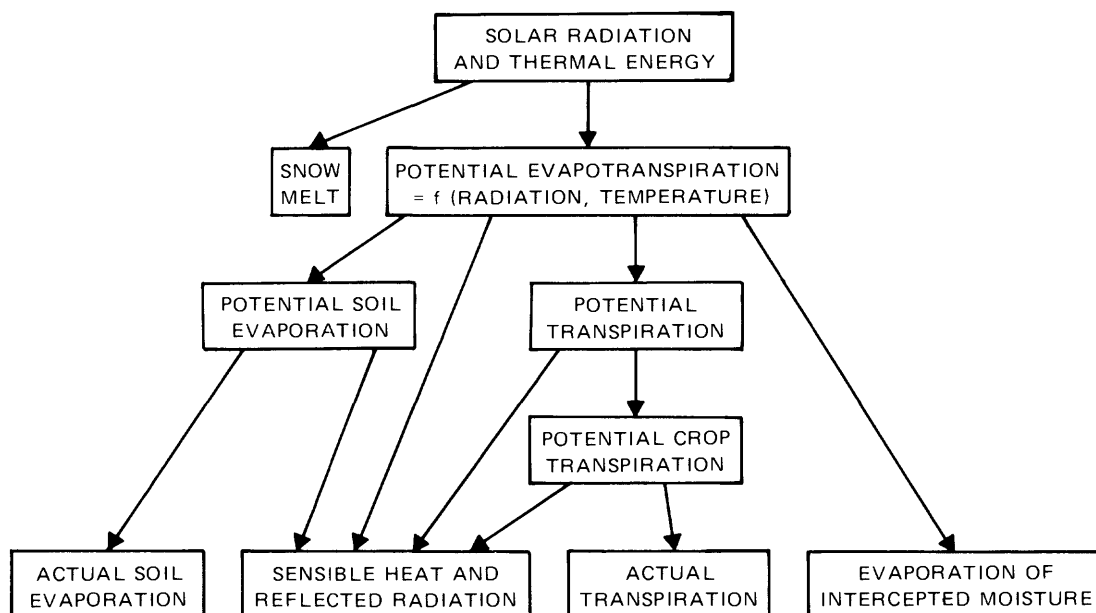 SOLAR RADIATION
AND THERMAL ENERGY
SNOW
MELT
POTENTIAL EVAPOTRANSPIRATION
= f (RADIATION, TEMPERATURE)
POTENTIAL SOIL
EVAPORATION
POTENTIAL
TRANSPIRATION
POTENTIAL CROP
TRANSPIRATION
ACTUAL SOIL
EVAPORATION
SENSIBLE HEAT AND
REFLECTED RADIATION
ACTUAL
TRANSPIRATION
EVAPORATION OF
INTERCEPTED MOISTURE